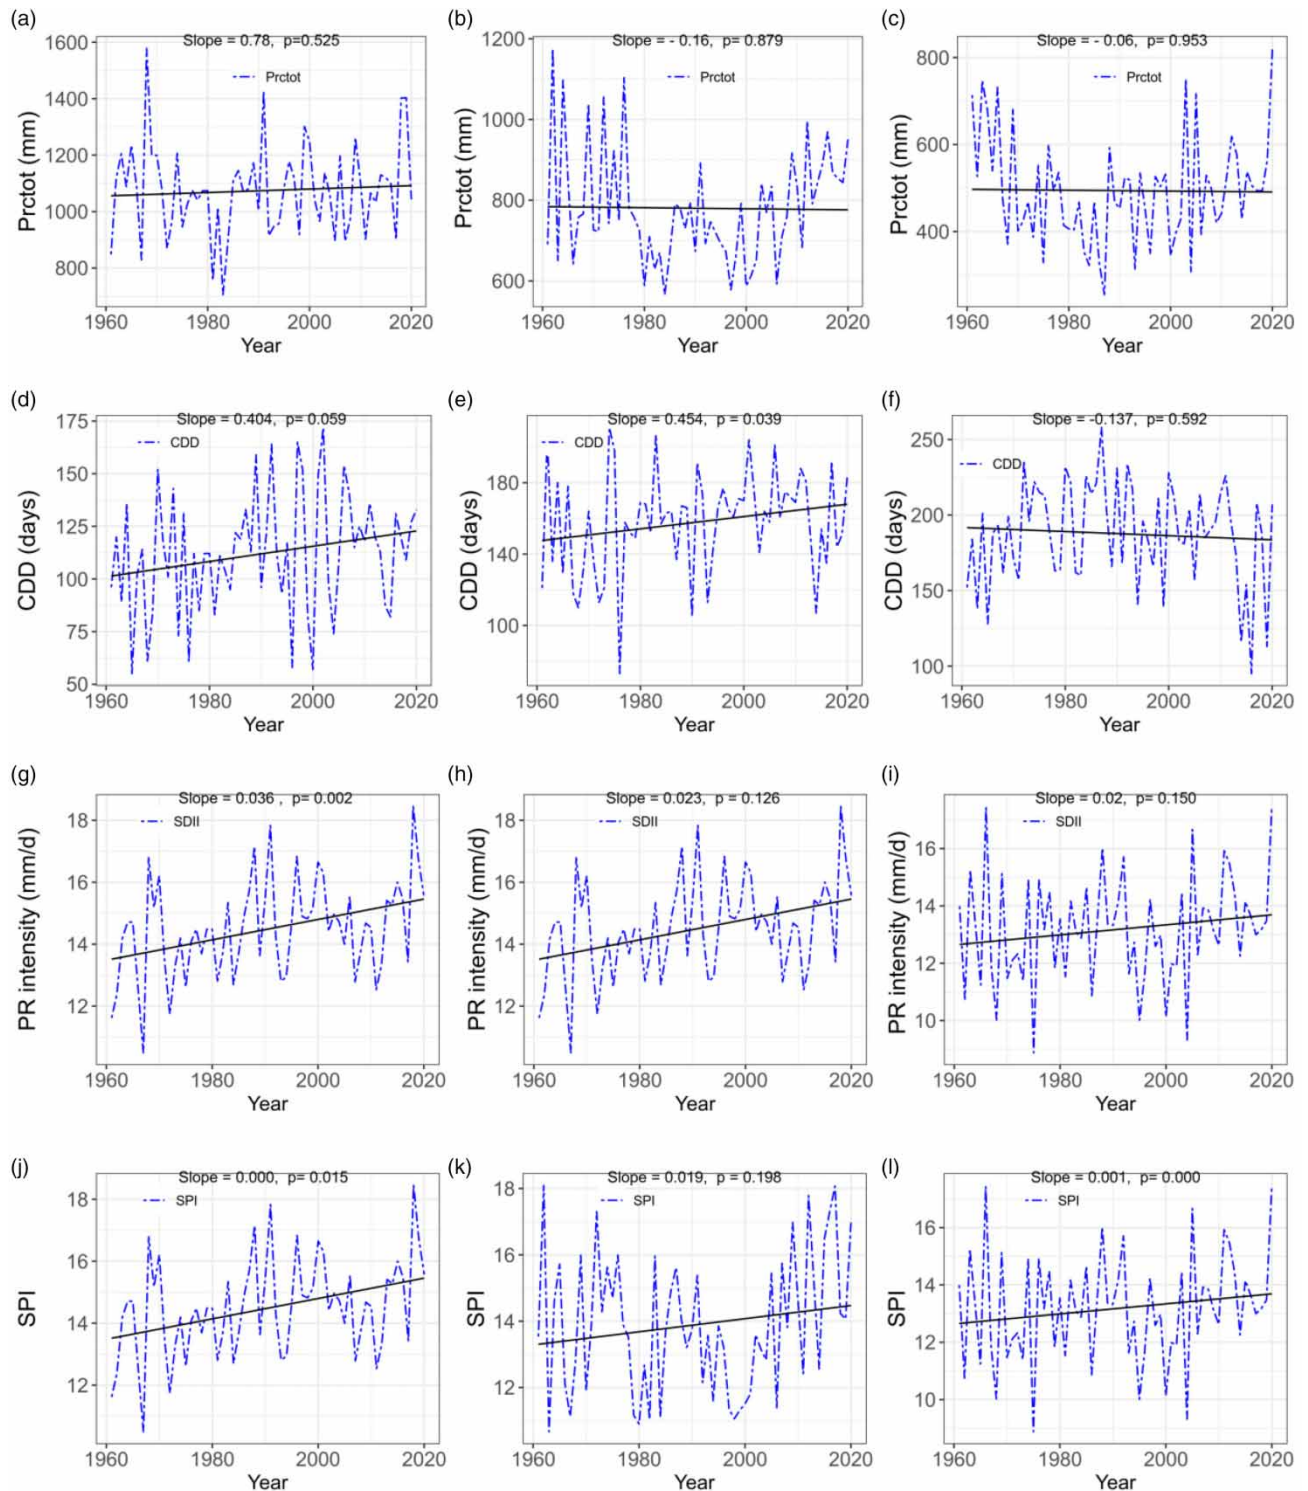 (a)
Slope = 0.78, p=0.525
Prctot
Prctot (mm)
1600
1400
1200
1000
800
1960 1980 2000 2020
Year
(b)
Slope = - 0.16, p= 0.879
Prctot
Prctot (mm)
1200
1000
800
600
1960 1980 2000 2020
Year
(c)
Slope = - 0.06, p= 0.953
Prctot
Prctot (mm)
800
600
400
1960 1980 2000 2020
Year
(d)
Slope = 0.404, p= 0.059
CDD
CDD (days)
175
150
125
100
75
50
1960 1980 2000 2020
Year
(e)
Slope = 0.454, p= 0.039
CDD
CDD (days)
180
140
100
1960 1980 2000 2020
Year
(f)
Slope = -0.137, p= 0.592
CDD
CDD (days)
250
200
150
100
1960 1980 2000 2020
Year
(g)
Slope = 0.036 , p= 0.002
SDII
PR intensity (mm/d)
18
16
14
12
1960 1980 2000 2020
Year
(h)
Slope = 0.023, p = 0.126
SDII
PR intensity (mm/d)
18
16
14
12
1960 1980 2000 2020
Year
(i)
Slope = 0.02, p= 0.150
SDII
PR intensity (mm/d)
16
14
12
10
1960 1980 2000 2020
Year
(j)
Slope = 0.000, p= 0.015
SPI
SPI
18
16
14
12
1960 1980 2000 2020
Year
(k)
Slope = 0.019, p = 0.198
SPI
SPI
18
16
14
12
1960 1980 2000 2020
Year
(l)
Slope = 0.001, p= 0.000
SPI
SPI
16
14
12
10
1960 1980 2000 2020
Year